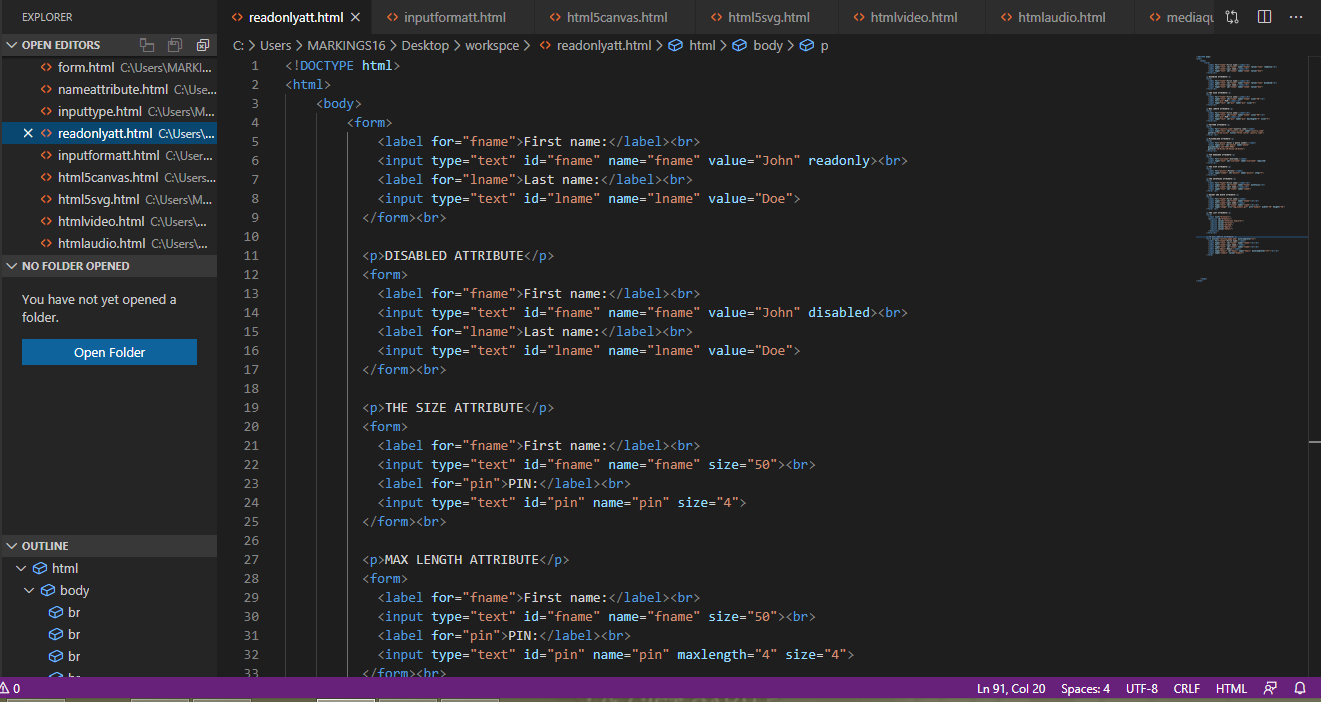 EXPLORER
OPEN EDITORS
form.html C:\Users\MARKI...
nameattribute.html C:\Use...
inputtype.html C:\Users\M...
readonlyatt.html C:\Users\...
inputformatt.html C:\User...
html5canvas.html C:\Users...
html5svg.html C:\Users\M...
htmlvideo.html C:\Users\...
htmlaudio.html C:\Users\...
NO FOLDER OPENED
You have not yet opened a
folder.
Open Folder
OUTLINE
html
body
br
br
br
readonlyatt.html
inputformatt.html
html5canvas.html
html5svg.html
htmlvideo.html
htmlaudio.html
mediaqu
C: > Users > MARKINGS16 > Desktop > workspce > readonlyatt.html > html > body > p
1 <!DOCTYPE html>
2 <html>
3 <body>
4 <form>
5 <label for="fname">First name:</label><br>
6 <input type="text" id="fname" name="fname" value="John" readonly><br>
7 <label for="lname">Last name:</label><br>
8 <input type="text" id="lname" name="lname" value="Doe">
9 </form><br>
10
11 <p>DISABLED ATTRIBUTE</p>
12 <form>
13 <label for="fname">First name:</label><br>
14 <input type="text" id="fname" name="fname" value="John" disabled><br>
15 <label for="lname">Last name:</label><br>
16 <input type="text" id="lname" name="lname" value="Doe">
17 </form><br>
18
19 <p>THE SIZE ATTRIBUTE</p>
20 <form>
21 <label for="fname">First name:</label><br>
22 <input type="text" id="fname" name="fname" size="50"><br>
23 <label for="pin">PIN:</label><br>
24 <input type="text" id="pin" name="pin" size="4">
25 </form><br>
26
27 <p>MAX LENGTH ATTRIBUTE</p>
28 <form>
29 <label for="fname">First name:</label><br>
30 <input type="text" id="fname" name="fname" size="50"><br>
31 <label for="pin">PIN:</label><br>
32 <input type="text" id="pin" name="pin" maxlength="4" size="4">
33 </form><br>
0
Ln 91, Col 20
Spaces: 4
UTF-8
CRLF
HTML